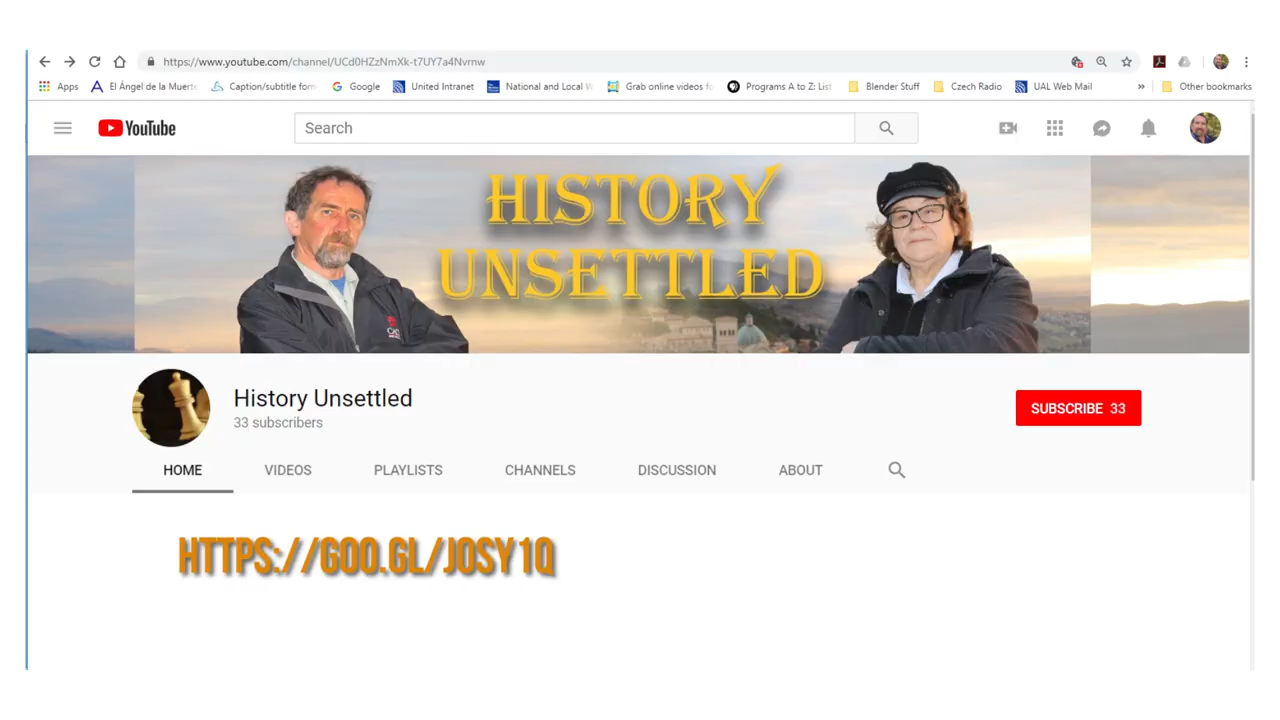 https://www.youtube.com/channel/UCd0HZzNmXk-t7UY7a4Nvrnw
Apps El Ángel de la Muerte Caption/subtitle form Google United Intranet National and Local W Grab online videos fo Programs A to Z: List Blender Stuff Czech Radio UAL Web Mail » Other bookmarks
YouTube Search
HISTORY
UNSETTLED
History Unsettled
33 subscribers
SUBSCRIBE 33
HOME VIDEOS PLAYLISTS CHANNELS DISCUSSION ABOUT
HTTPS://GOO.GL/JOSY1Q